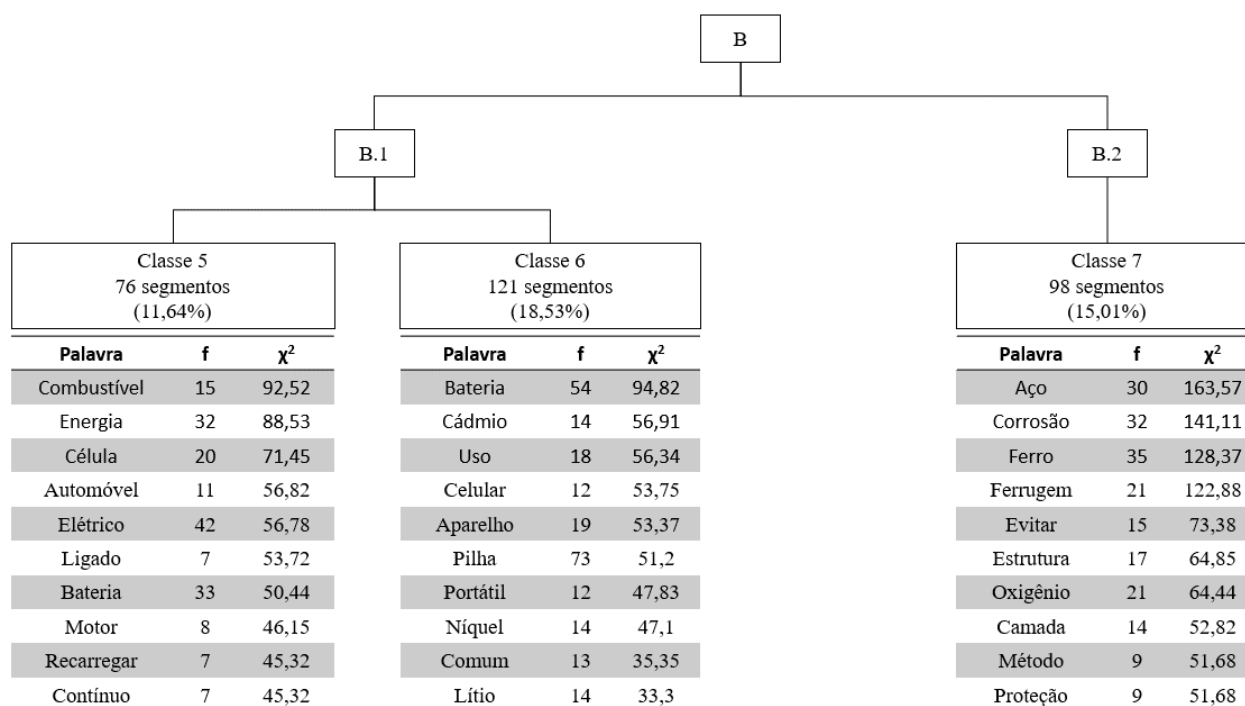 B
B.1
B.2
Classe 5
76 segmentos
(11,64%)
Palavra f χ²
Combustível 15 92,52
Energia 32 88,53
Célula 20 71,45
Automóvel 11 56,82
Elétrico 42 56,78
Ligado 7 53,72
Bateria 33 50,44
Motor 8 46,15
Recarregar 7 45,32
Contínuo 7 45,32
Classe 6
121 segmentos
(18,53%)
Palavra f χ²
Bateria 54 94,82
Cádmio 14 56,91
Uso 18 56,34
Celular 12 53,75
Aparelho 19 53,37
Pilha 73 51,2
Portátil 12 47,83
Níquel 14 47,1
Comum 13 35,35
Lítio 14 33,3
Classe 7
98 segmentos
(15,01%)
Palavra f χ²
Aço 30 163,57
Corrosão 32 141,11
Ferro 35 128,37
Ferrugem 21 122,88
Evitar 15 73,38
Estrutura 17 64,85
Oxigênio 21 64,44
Camada 14 52,82
Método 9 51,68
Proteção 9 51,68